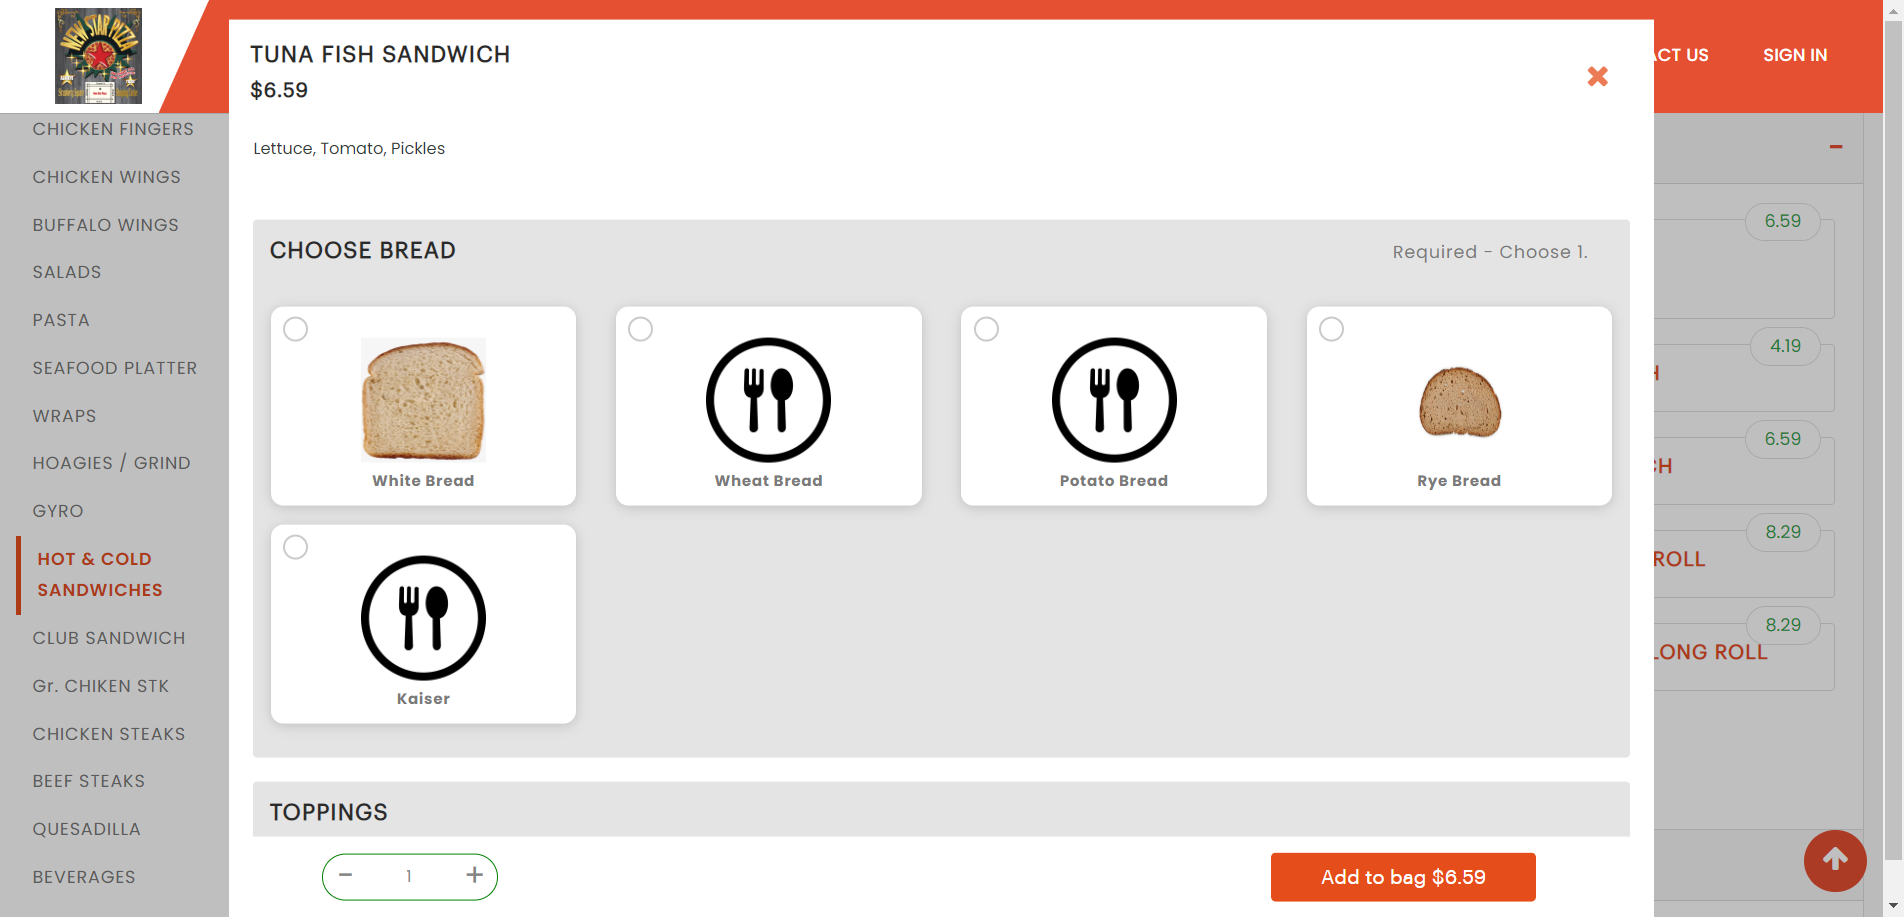 NEW STAR PIZZA
ACT US
SIGN IN
TUNA FISH SANDWICH
$6.59
Lettuce, Tomato, Pickles
CHOOSE BREAD
Required - Choose 1.
White Bread
Wheat Bread
Potato Bread
Rye Bread
Kaiser
TOPPINGS
1
Add to bag $6.59
CHICKEN FINGERS
CHICKEN WINGS
BUFFALO WINGS
SALADS
PASTA
SEAFOOD PLATTER
WRAPS
HOAGIES / GRIND
GYRO
HOT & COLD
SANDWICHES
CLUB SANDWICH
Gr. CHIKEN STK
CHICKEN STEAKS
BEEF STEAKS
QUESADILLA
BEVERAGES
6.59
4.19
H
6.59
CH
8.29
ROLL
8.29
LONG ROLL